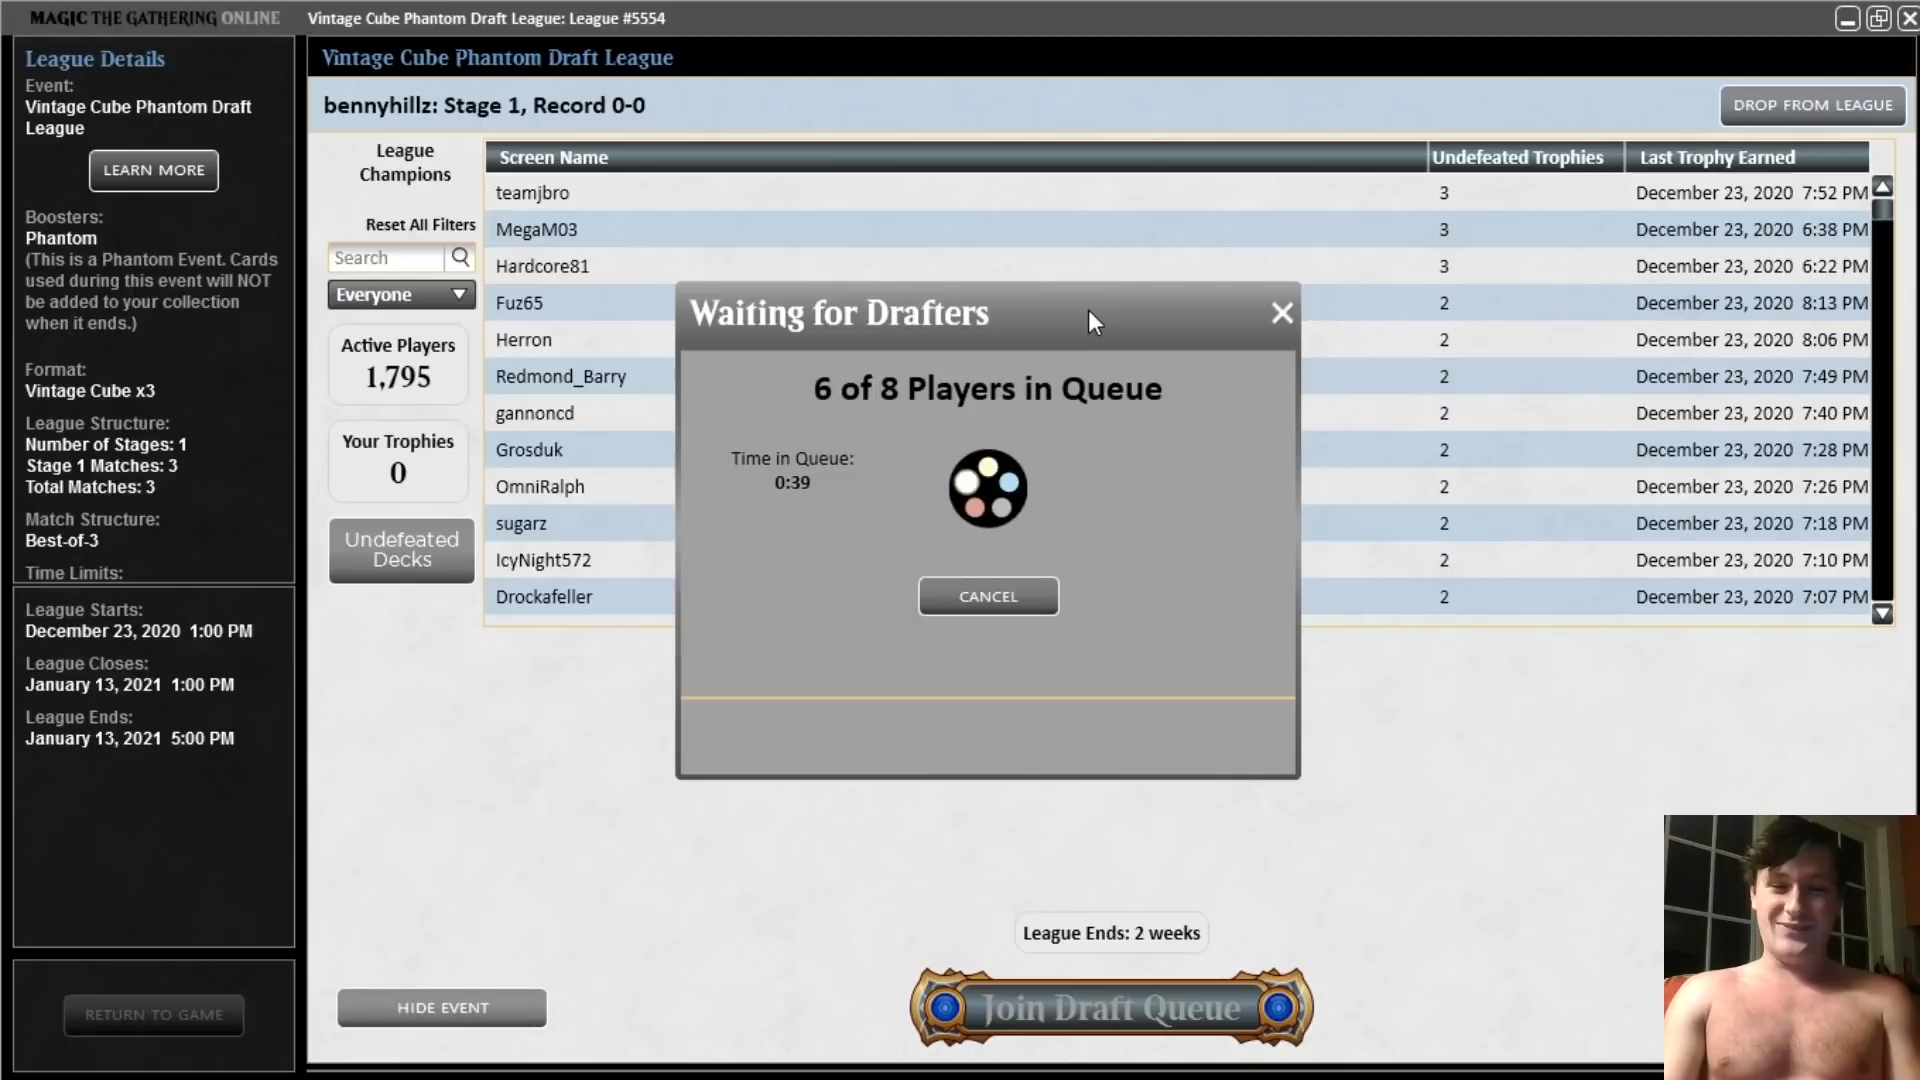 MAGIC THE GATHERING ONLINE
Vintage Cube Phantom Draft League: League #5554
League Details
Event:
Vintage Cube Phantom Draft
League
LEARN MORE
Boosters:
Phantom
(This is a Phantom Event. Cards
used during this event will NOT
be added to your collection
when it ends.)
Format:
Vintage Cube x3
League Structure:
Number of Stages: 1
Stage 1 Matches: 3
Total Matches: 3
Match Structure:
Best-of-3
Time Limits:
League Starts:
December 23, 2020 1:00 PM
League Closes:
January 13, 2021 1:00 PM
League Ends:
January 13, 2021 5:00 PM
RETURN TO GAME
Vintage Cube Phantom Draft League
bennyhillz: Stage 1, Record 0-0
DROP FROM LEAGUE
League
Champions
Reset All Filters
Search
Everyone
Active Players
1,795
Your Trophies
0
Undefeated
Decks
Screen Name Undefeated Trophies Last Trophy Earned
teamjbro 3 December 23, 2020 7:52 PM
MegaM03 3 December 23, 2020 6:38 PM
Hardcore81 3 December 23, 2020 6:22 PM
Fuz65 2 December 23, 2020 8:13 PM
Herron 2 December 23, 2020 8:06 PM
Redmond_Barry 2 December 23, 2020 7:49 PM
gannoncd 2 December 23, 2020 7:40 PM
Grosduk 2 December 23, 2020 7:28 PM
OmniRalph 2 December 23, 2020 7:26 PM
sugarz 2 December 23, 2020 7:18 PM
IcyNight572 2 December 23, 2020 7:10 PM
Drockafeller 2 December 23, 2020 7:07 PM
Waiting for Drafters
6 of 8 Players in Queue
Time in Queue:
0:39
CANCEL
League Ends: 2 weeks
HIDE EVENT
Join Draft Queue